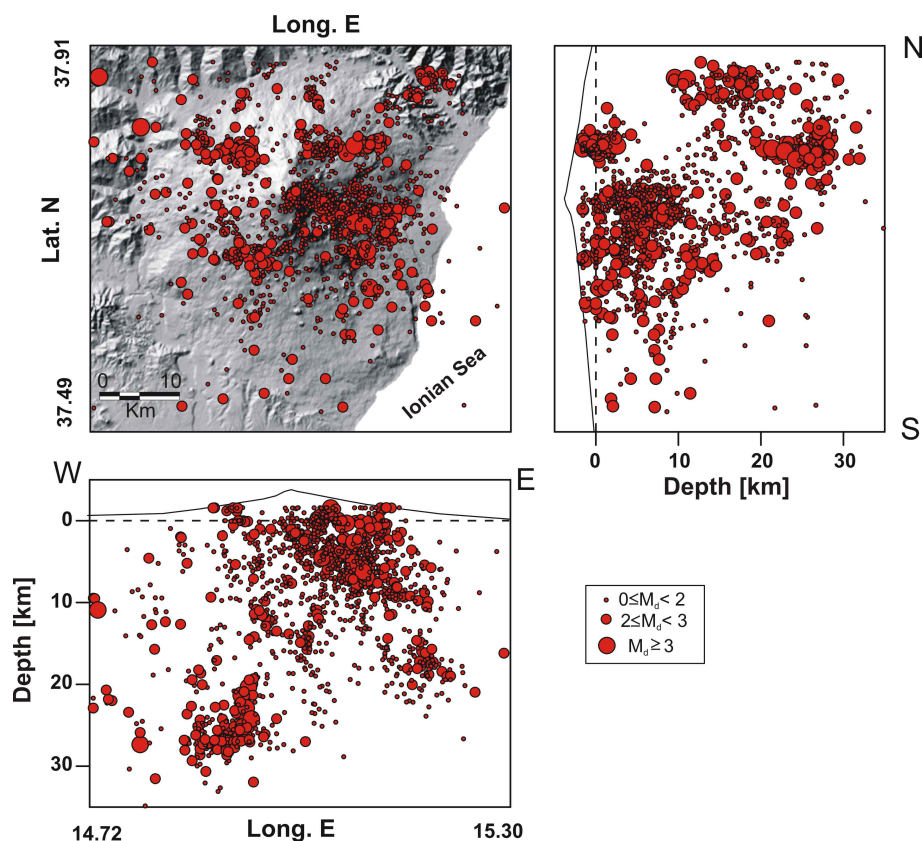 Long. E
37.91
Lat. N
37.49
0 10
Km
Ionian Sea
N
S
0 10 20 30
Depth [km]
W
E
0
10
20
30
Depth [km]
14.72
Long. E
15.30
0≤Md< 2
2≤Md< 3
Md≥ 3